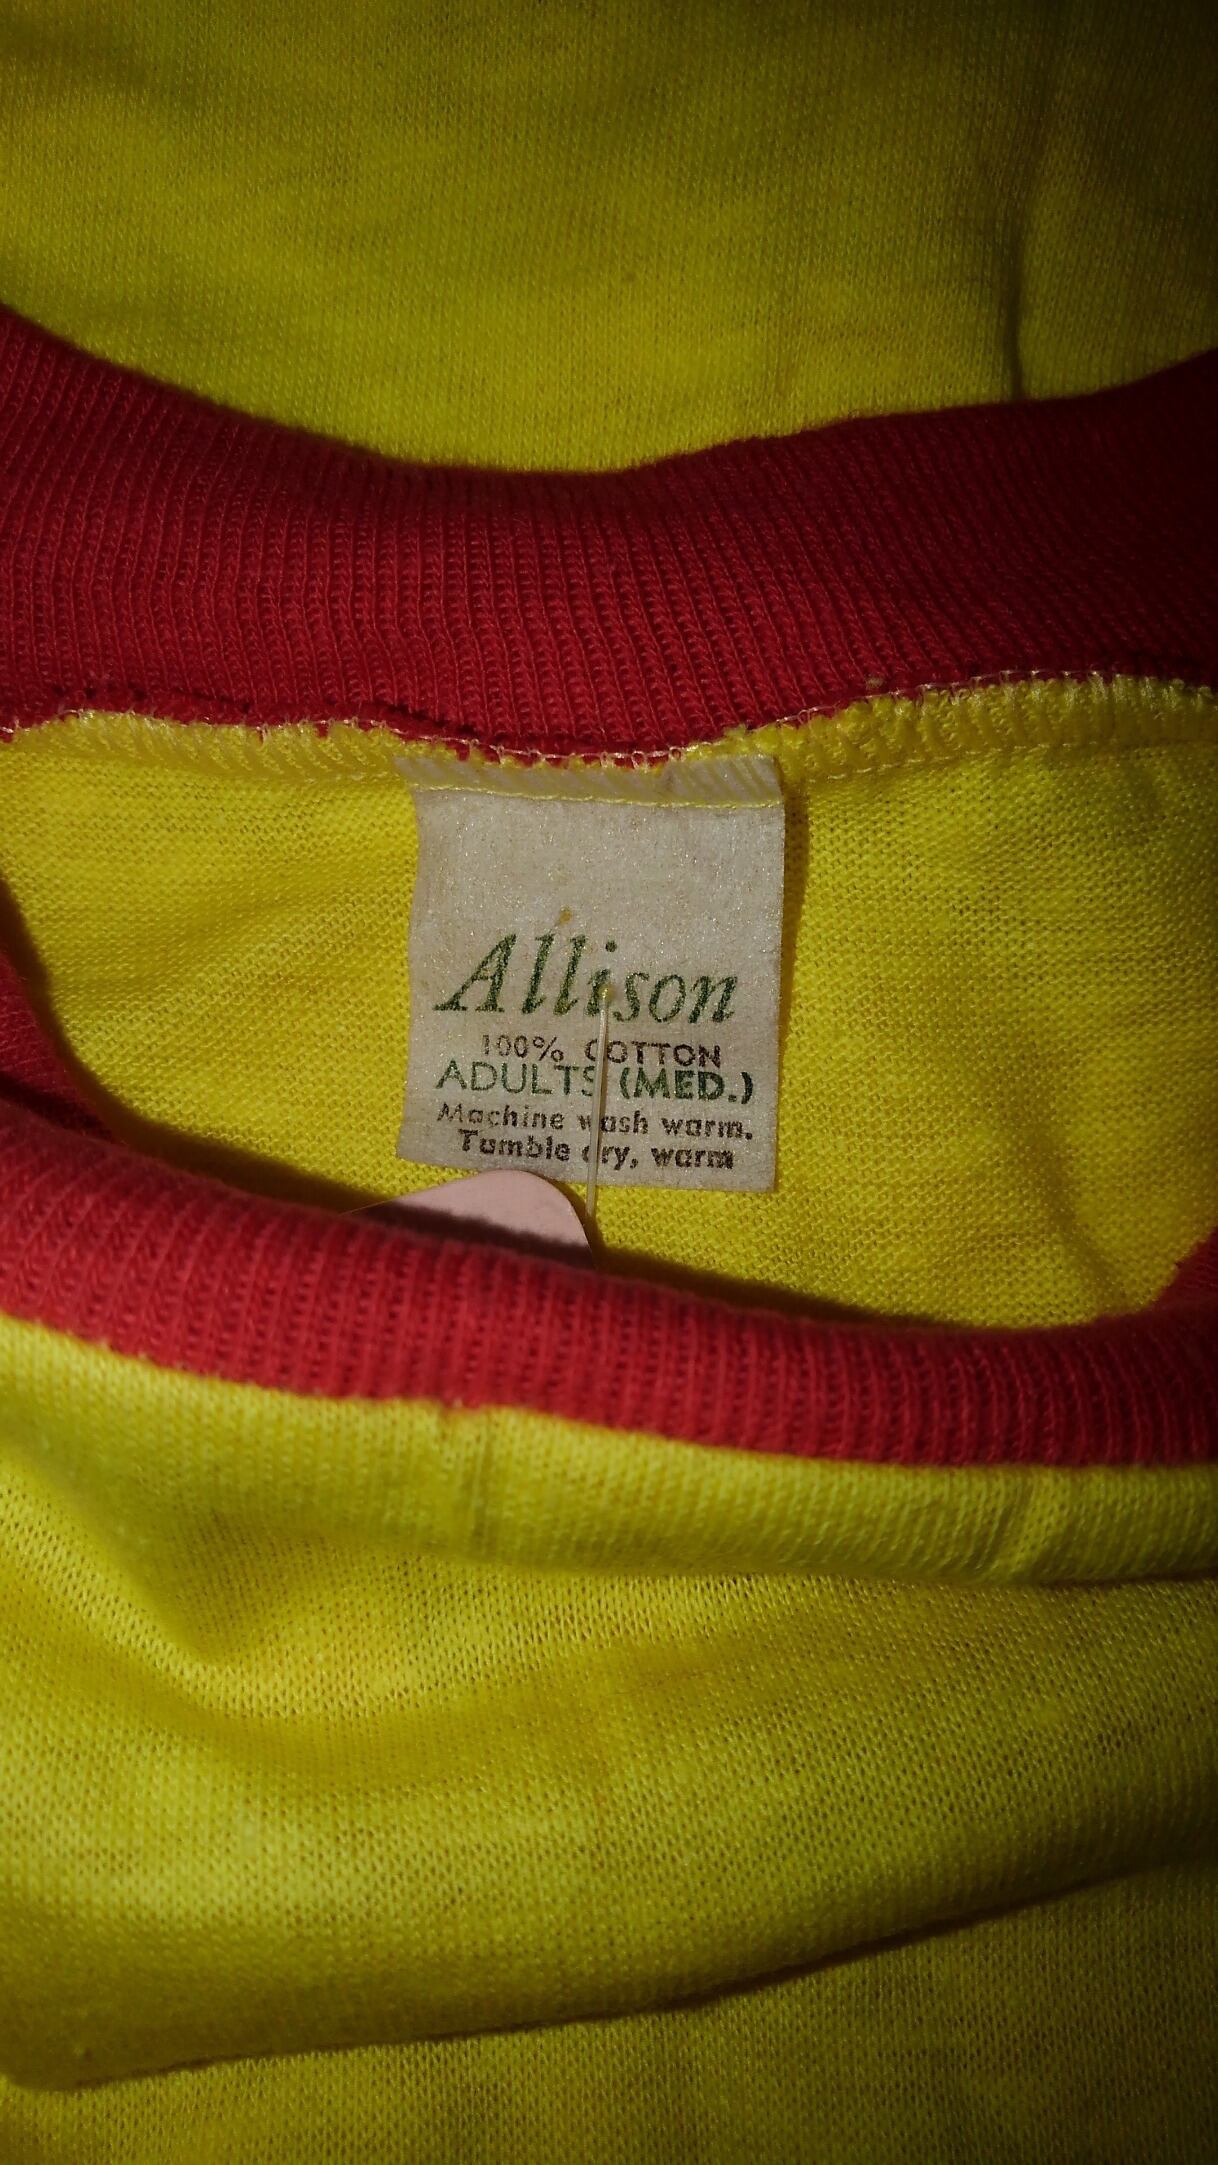 Allison
100% COTTON
ADULTS (MED.)
Machine wash warm.
Tumble dry, warm